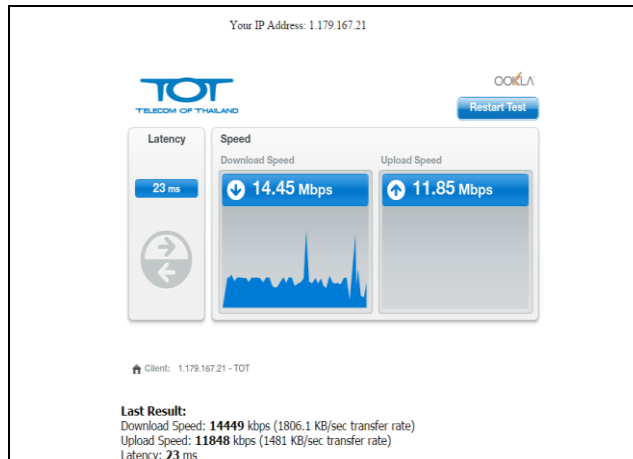 Your IP Address: 1.179.167.21
TOT
TELECOM OF THAILAND
OOKLA
Restart Test
Latency
Speed
Download Speed
Upload Speed
23 ms
14.45 Mbps
11.85 Mbps
Client: 1.179.167.21 - TOT
Last Result:
Download Speed: 14449 kbps (1806.1 KB/sec transfer rate)
Upload Speed: 11848 kbps (1481 KB/sec transfer rate)
Latency: 23 ms